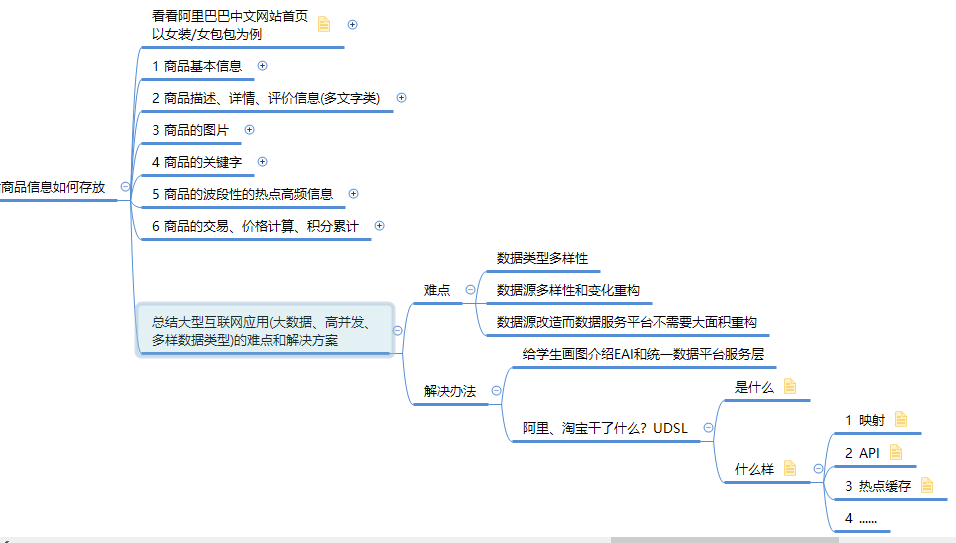 看看阿里巴巴中文网站首页
以女装/女包包为例
1 商品基本信息
2 商品描述、详情、评价信息(多文字类)
3 商品的图片
4 商品的关键字
商品信息如何存放
5 商品的波段性的热点高频信息
6 商品的交易、价格计算、积分累计
总结大型互联网应用(大数据、高并发、
多样数据类型)的难点和解决方案
难点
数据类型多样性
数据源多样性和变化重构
数据源改造而数据服务平台不需要大面积重构
解决办法
给学生画图介绍EAI和统一数据平台服务层
阿里、淘宝干了什么？UDSL
是什么
什么样
1 映射
2 API
3 热点缓存
4 ......